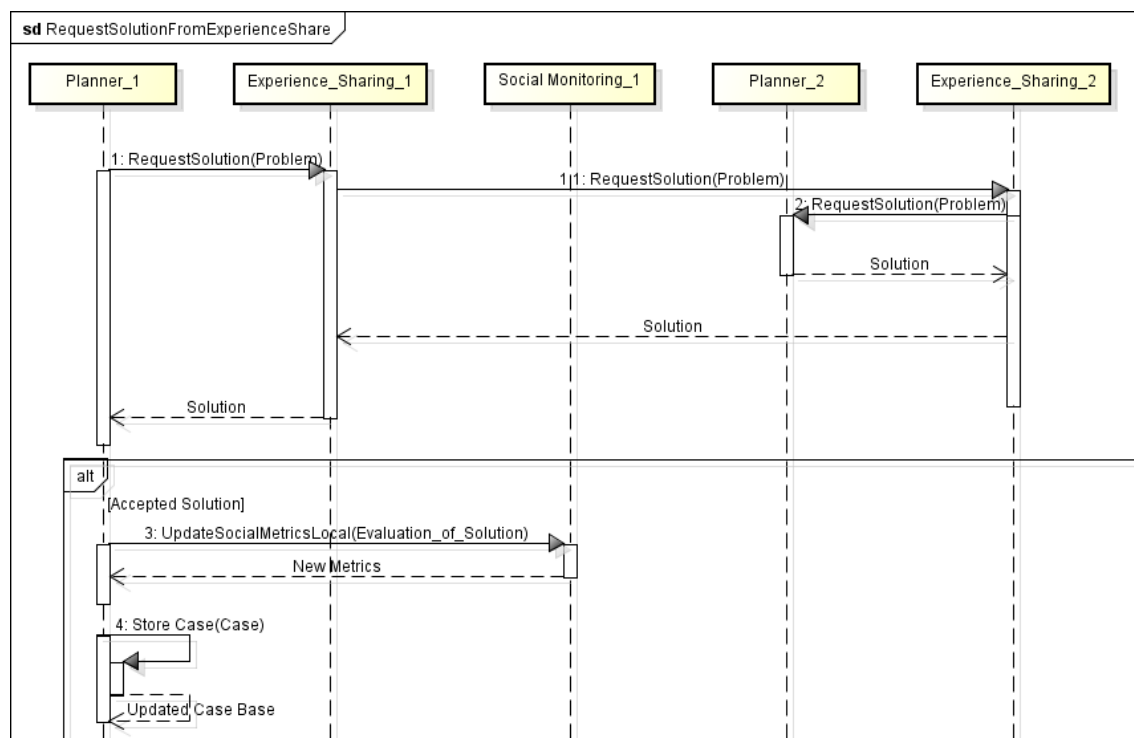 sd RequestSolutionFromExperienceShare
Planner_1
Experience_Sharing_1
Social Monitoring_1
Planner_2
Experience_Sharing_2
1: RequestSolution(Problem)
1.1: RequestSolution(Problem)
2: RequestSolution(Problem)
Solution
Solution
Solution
alt
[Accepted Solution]
3: UpdateSocialMetricsLocal(Evaluation_of_Solution)
New Metrics
4: Store Case(Case)
Updated Case Base